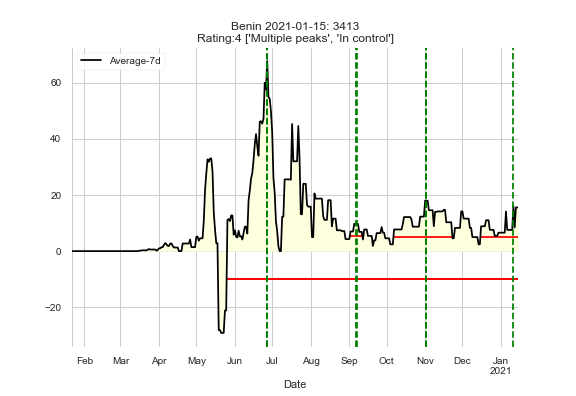 Benin 2021-01-15: 3413
Rating:4 ['Multiple peaks', 'In control']
Average-7d
60
40
20
0
−20
Feb Mar Apr May Jun Jul Aug Sep Oct Nov Dec Jan
2021
Date